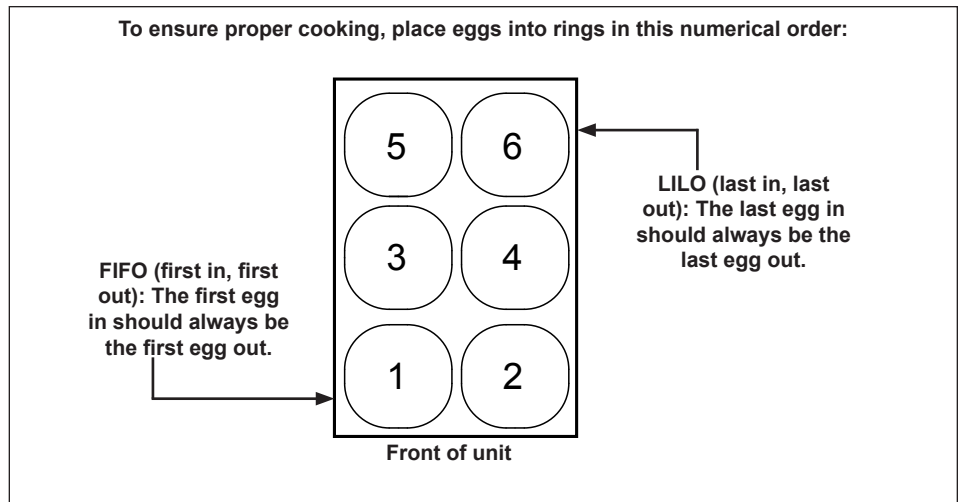 To ensure proper cooking, place eggs into rings in this numerical order:
5 6
LILO (last in, last
out): The last egg in
should always be the
last egg out.
3 4
FIFO (first in, first
out): The first egg
in should always be
the first egg out.
1 2
Front of unit